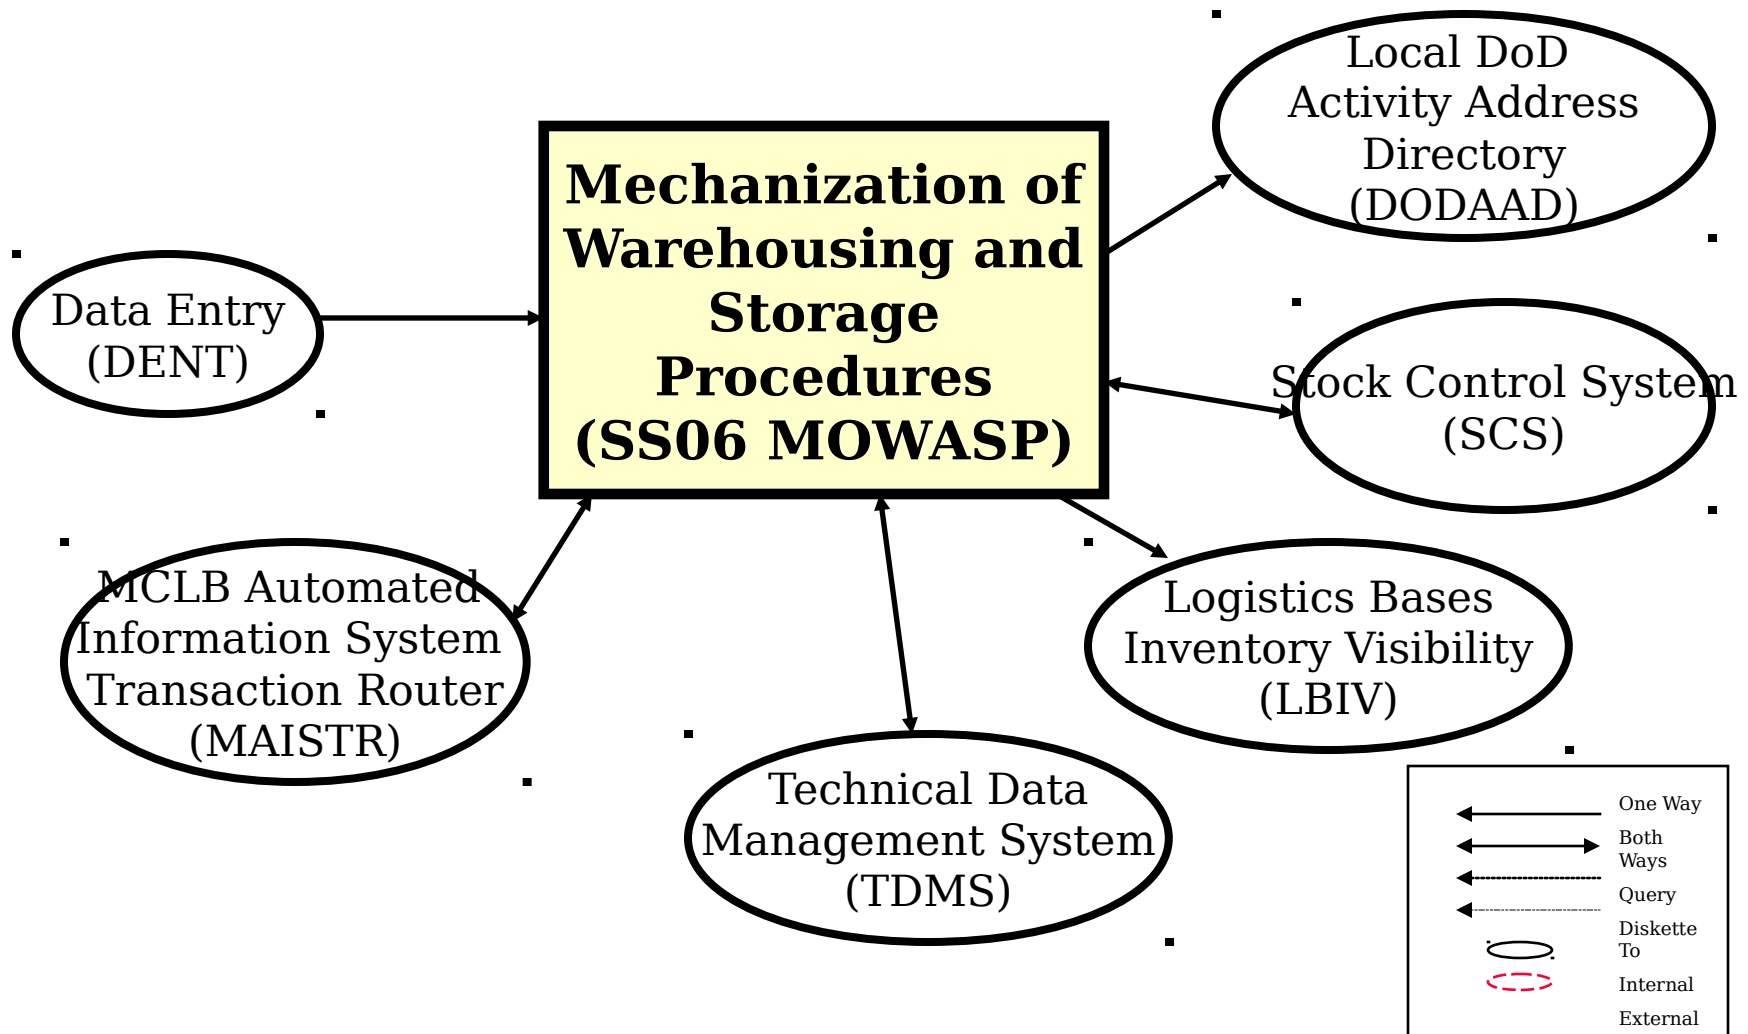 Local DoD
Activity Address
Directory
(DODAAD)
Mechanization of
Warehousing and
Storage
Procedures
(SS06 MOWASP)
Data Entry
(DENT)
Stock Control System
(SCS)
MCLB Automated
Information System
Transaction Router
(MAISTR)
Logistics Bases
Inventory Visibility
(LBIV)
Technical Data
Management System
(TDMS)
One Way
Both
Ways
Query
Diskette
To
Internal
External